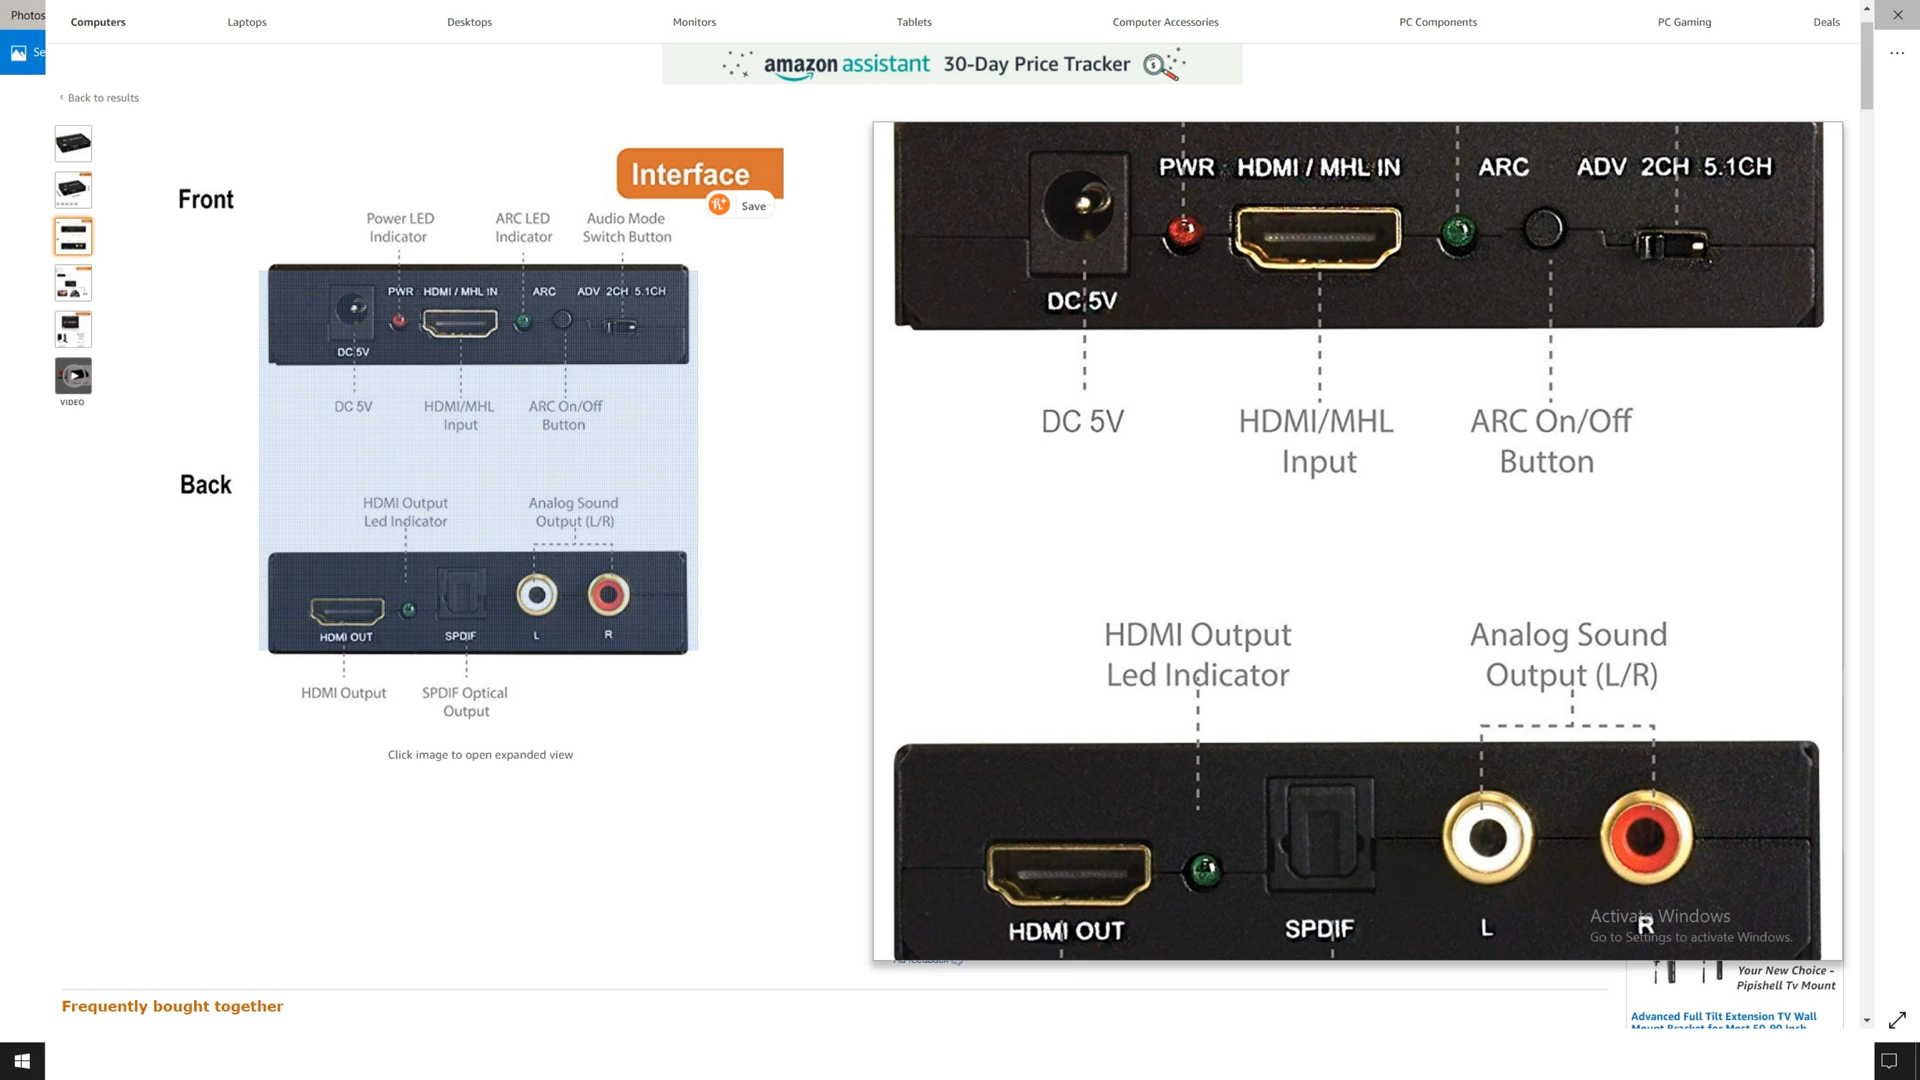 Photos
Se
Computers
Laptops
Desktops
Monitors
Tablets
Computer Accessories
PC Components
PC Gaming
Deals
amazon assistant 30-Day Price Tracker
‹ Back to results
VIDEO
Interface
Save
Front
Power LED
Indicator
ARC LED
Indicator
Audio Mode
Switch Button
PWR HDMI / MHL IN ARC ADV 2CH 5.1CH
DC 5V
DC 5V
HDMI/MHL
Input
ARC On/Off
Button
Back
HDMI Output
Led Indicator
Analog Sound
Output (L/R)
HDMI OUT SPDIF L R
HDMI Output
SPDIF Optical
Output
Click image to open expanded view
PWR HDMI / MHL IN ARC ADV 2CH 5.1CH
DC 5V
DC 5V
HDMI/MHL
Input
ARC On/Off
Button
HDMI Output
Led Indicator
Analog Sound
Output (L/R)
HDMI OUT SPDIF L R
Activate Windows
Go to Settings to activate Windows.
Your New Choice -
Pipishell Tv Mount
Advanced Full Tilt Extension TV Wall
Frequently bought together